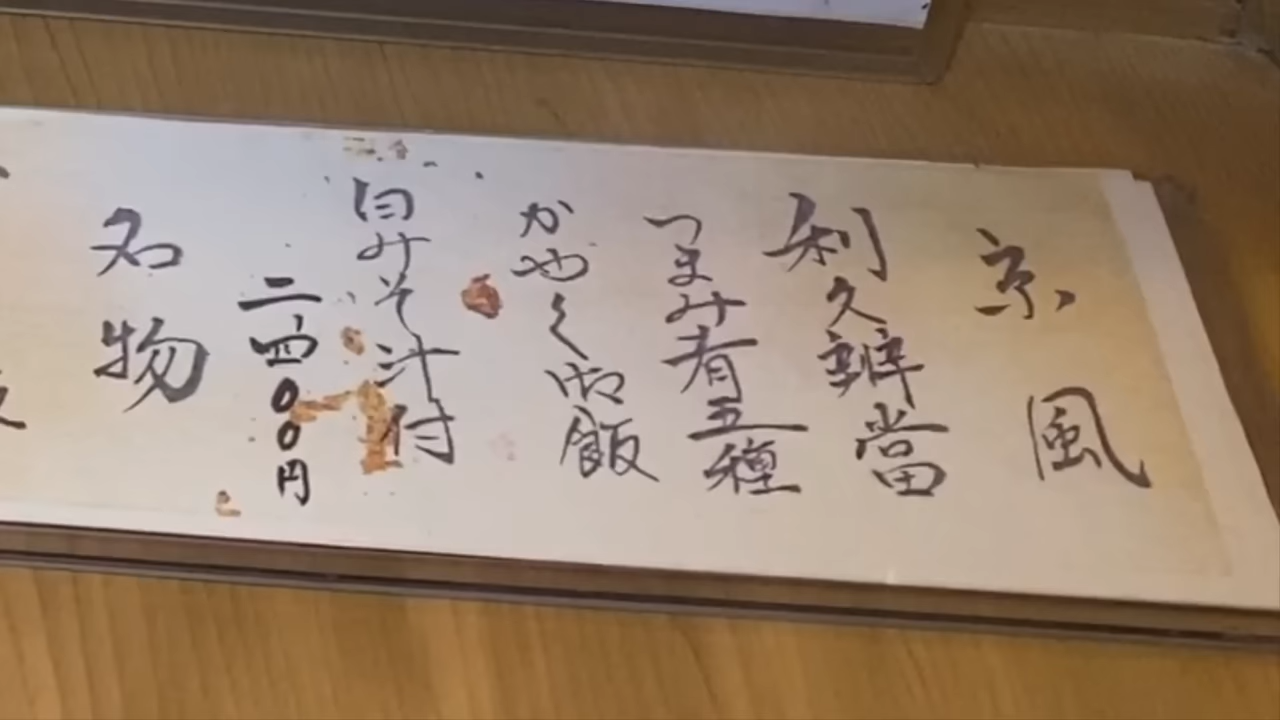 京風
利久辨當
つまみ肴五種
かやく御飯
白みそ汁付
二、四〇〇円
名物